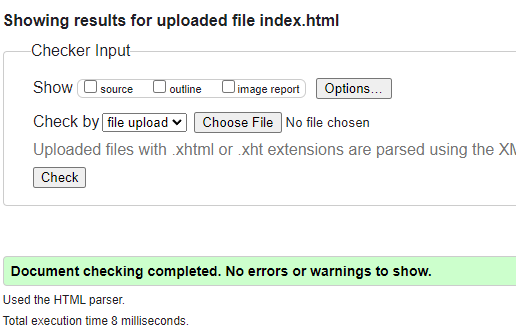 Showing results for uploaded file index.html
Checker Input
Show source outline image report Options...
Check by file upload Choose File No file chosen
Uploaded files with .xhtml or .xht extensions are parsed using the
Check
Document checking completed. No errors or warnings to show.
Used the HTML parser.
Total execution time 8 milliseconds.